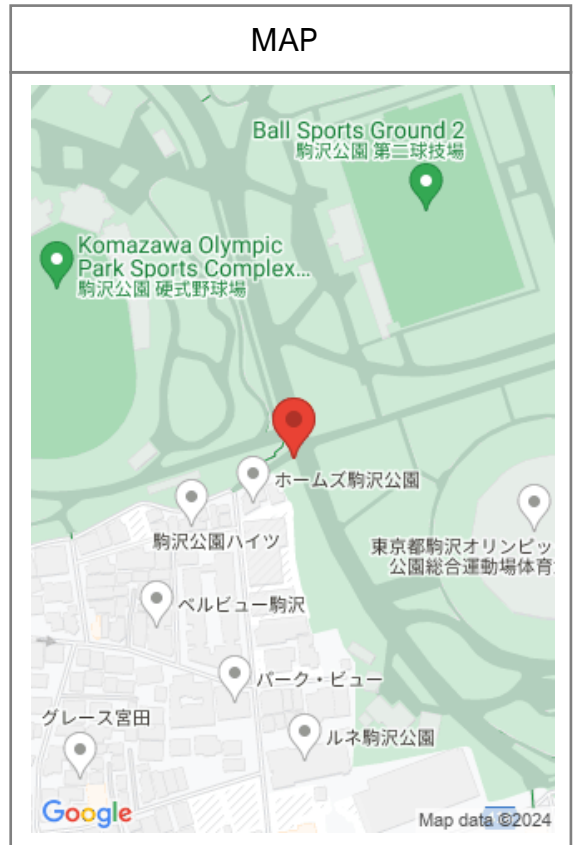 MAP
Ball Sports Ground 2
駒沢公園 第二球技場
Komazawa Olympic
Park Sports Complex...
駒沢公園 硬式野球場
ホームズ駒沢公園
駒沢公園ハイツ
東京都駒沢オリンピッ
公園総合運動場体育
ベルビュー駒沢
パーク・ビュー
グレース宮田
ルネ駒沢公園
Google
Map data ©2024